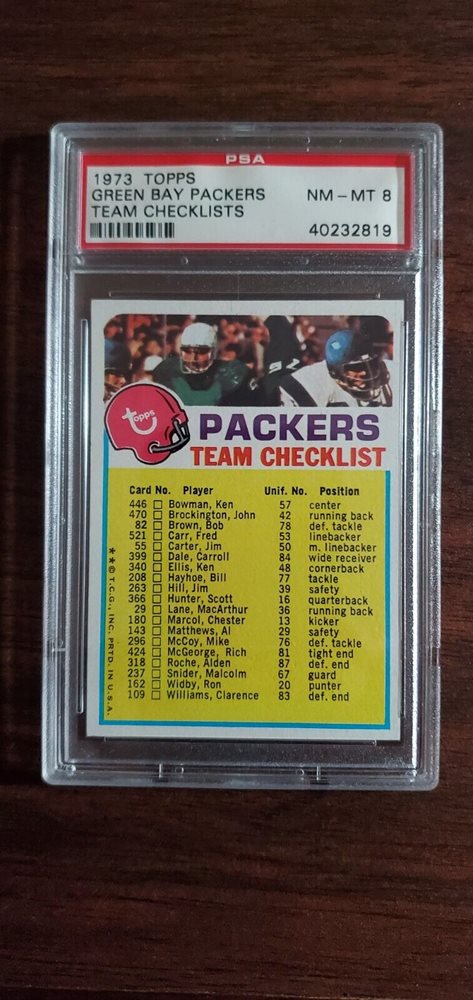 PSA
1973 TOPPS
GREEN BAY PACKERS NM-MT 8
TEAM CHECKLISTS
40232819
topps
PACKERS
TEAM CHECKLIST
Card No. Player Unif. No. Position
446 □ Bowman, Ken 57 center
470 □ Brockington, John 42 running back
82 □ Brown, Bob 78 def. tackle
521 □ Carr, Fred 53 linebacker
55 □ Carter, Jim 50 m. linebacker
399 □ Dale, Carroll 84 wide receiver
340 □ Ellis, Ken 48 cornerback
208 □ Hayhoe, Bill 77 tackle
263 □ Hill, Jim 39 safety
366 □ Hunter, Scott 16 quarterback
29 □ Lane, MacArthur 36 running back
180 □ Marcol, Chester 13 kicker
143 □ Matthews, Al 29 safety
296 □ McCoy, Mike 76 def. tackle
424 □ McGeorge, Rich 81 tight end
318 □ Roche, Alden 87 def. end
237 □ Snider, Malcolm 67 guard
162 □ Widby, Ron 20 punter
109 □ Williams, Clarence 83 def. end
**© T.C.G., INC. PRTD. IN U.S.A.